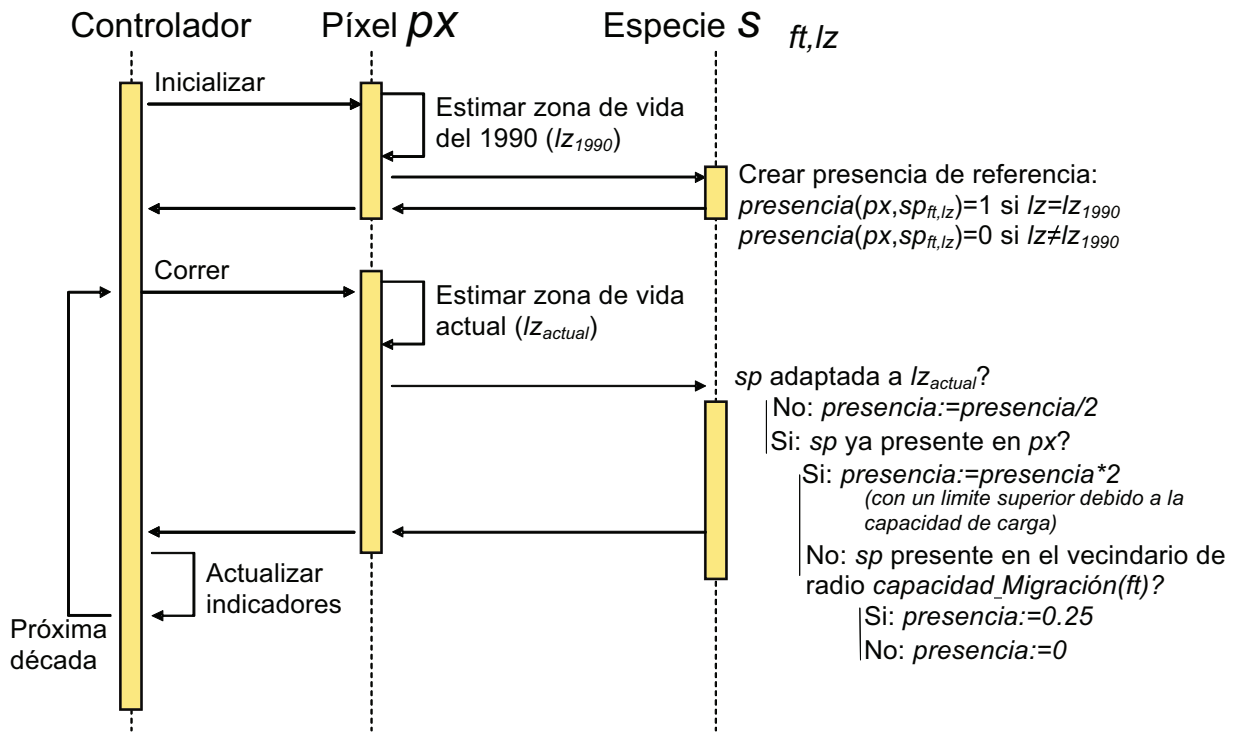 Controlador
Píxel px
Especie s ft,lz
Inicializar
Estimar zona de vida
del 1990 (lz1990)
Crear presencia de referencia:
presencia(px,spft,lz)=1 si lz=lz1990
presencia(px,spft,lz)=0 si lz≠lz1990
Correr
Estimar zona de vida
actual (lzactual)
sp adaptada a lzactual?
No: presencia:=presencia/2
Si: sp ya presente en px?
Si: presencia:=presencia*2
(con un limite superior debido a la
capacidad de carga)
No: sp presente en el vecindario de
radio capacidad_Migración(ft)?
Si: presencia:=0.25
No: presencia:=0
Actualizar
indicadores
Próxima
década